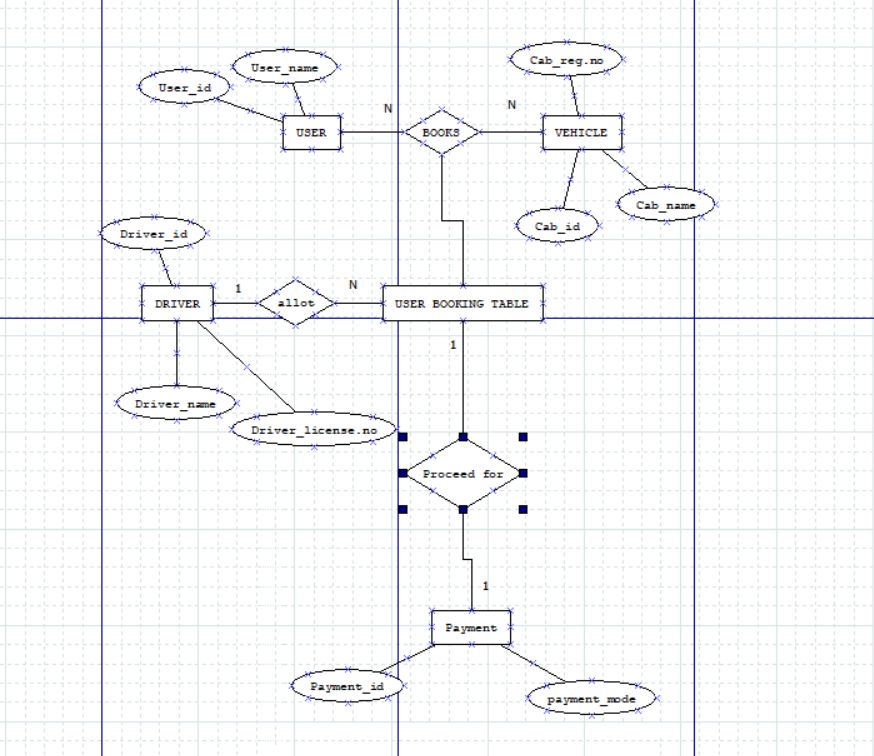 User_name
User_id
Cab_reg.no
N
N
USER
BOOKS
VEHICLE
Cab_name
Cab_id
Driver_id
1
N
DRIVER
allot
USER BOOKING TABLE
1
Driver_name
Driver_license.no
Proceed for
1
Payment
Payment_id
payment_mode